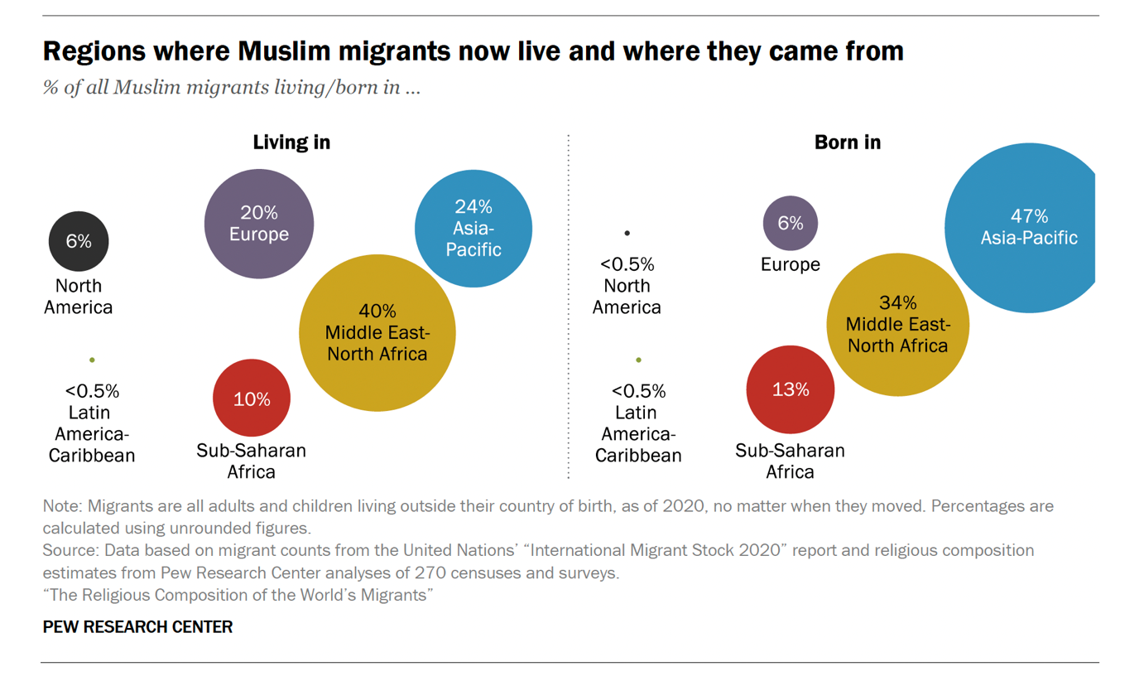 Regions where Muslim migrants now live and where they came from
% of all Muslim migrants living/born in ...
Living in
6%
North
America
20%
Europe
24%
Asia-
Pacific
40%
Middle East-
North Africa
<0.5%
Latin
America-
Caribbean
10%
Sub-Saharan
Africa
Born in
<0.5%
North
America
6%
Europe
47%
Asia-Pacific
34%
Middle East-
North Africa
<0.5%
Latin
America-
Caribbean
13%
Sub-Saharan
Africa
Note: Migrants are all adults and children living outside their country of birth, as of 2020, no matter when they moved. Percentages are
calculated using unrounded figures.
Source: Data based on migrant counts from the United Nations’ “International Migrant Stock 2020” report and religious composition
estimates from Pew Research Center analyses of 270 censuses and surveys.
“The Religious Composition of the World’s Migrants”
PEW RESEARCH CENTER